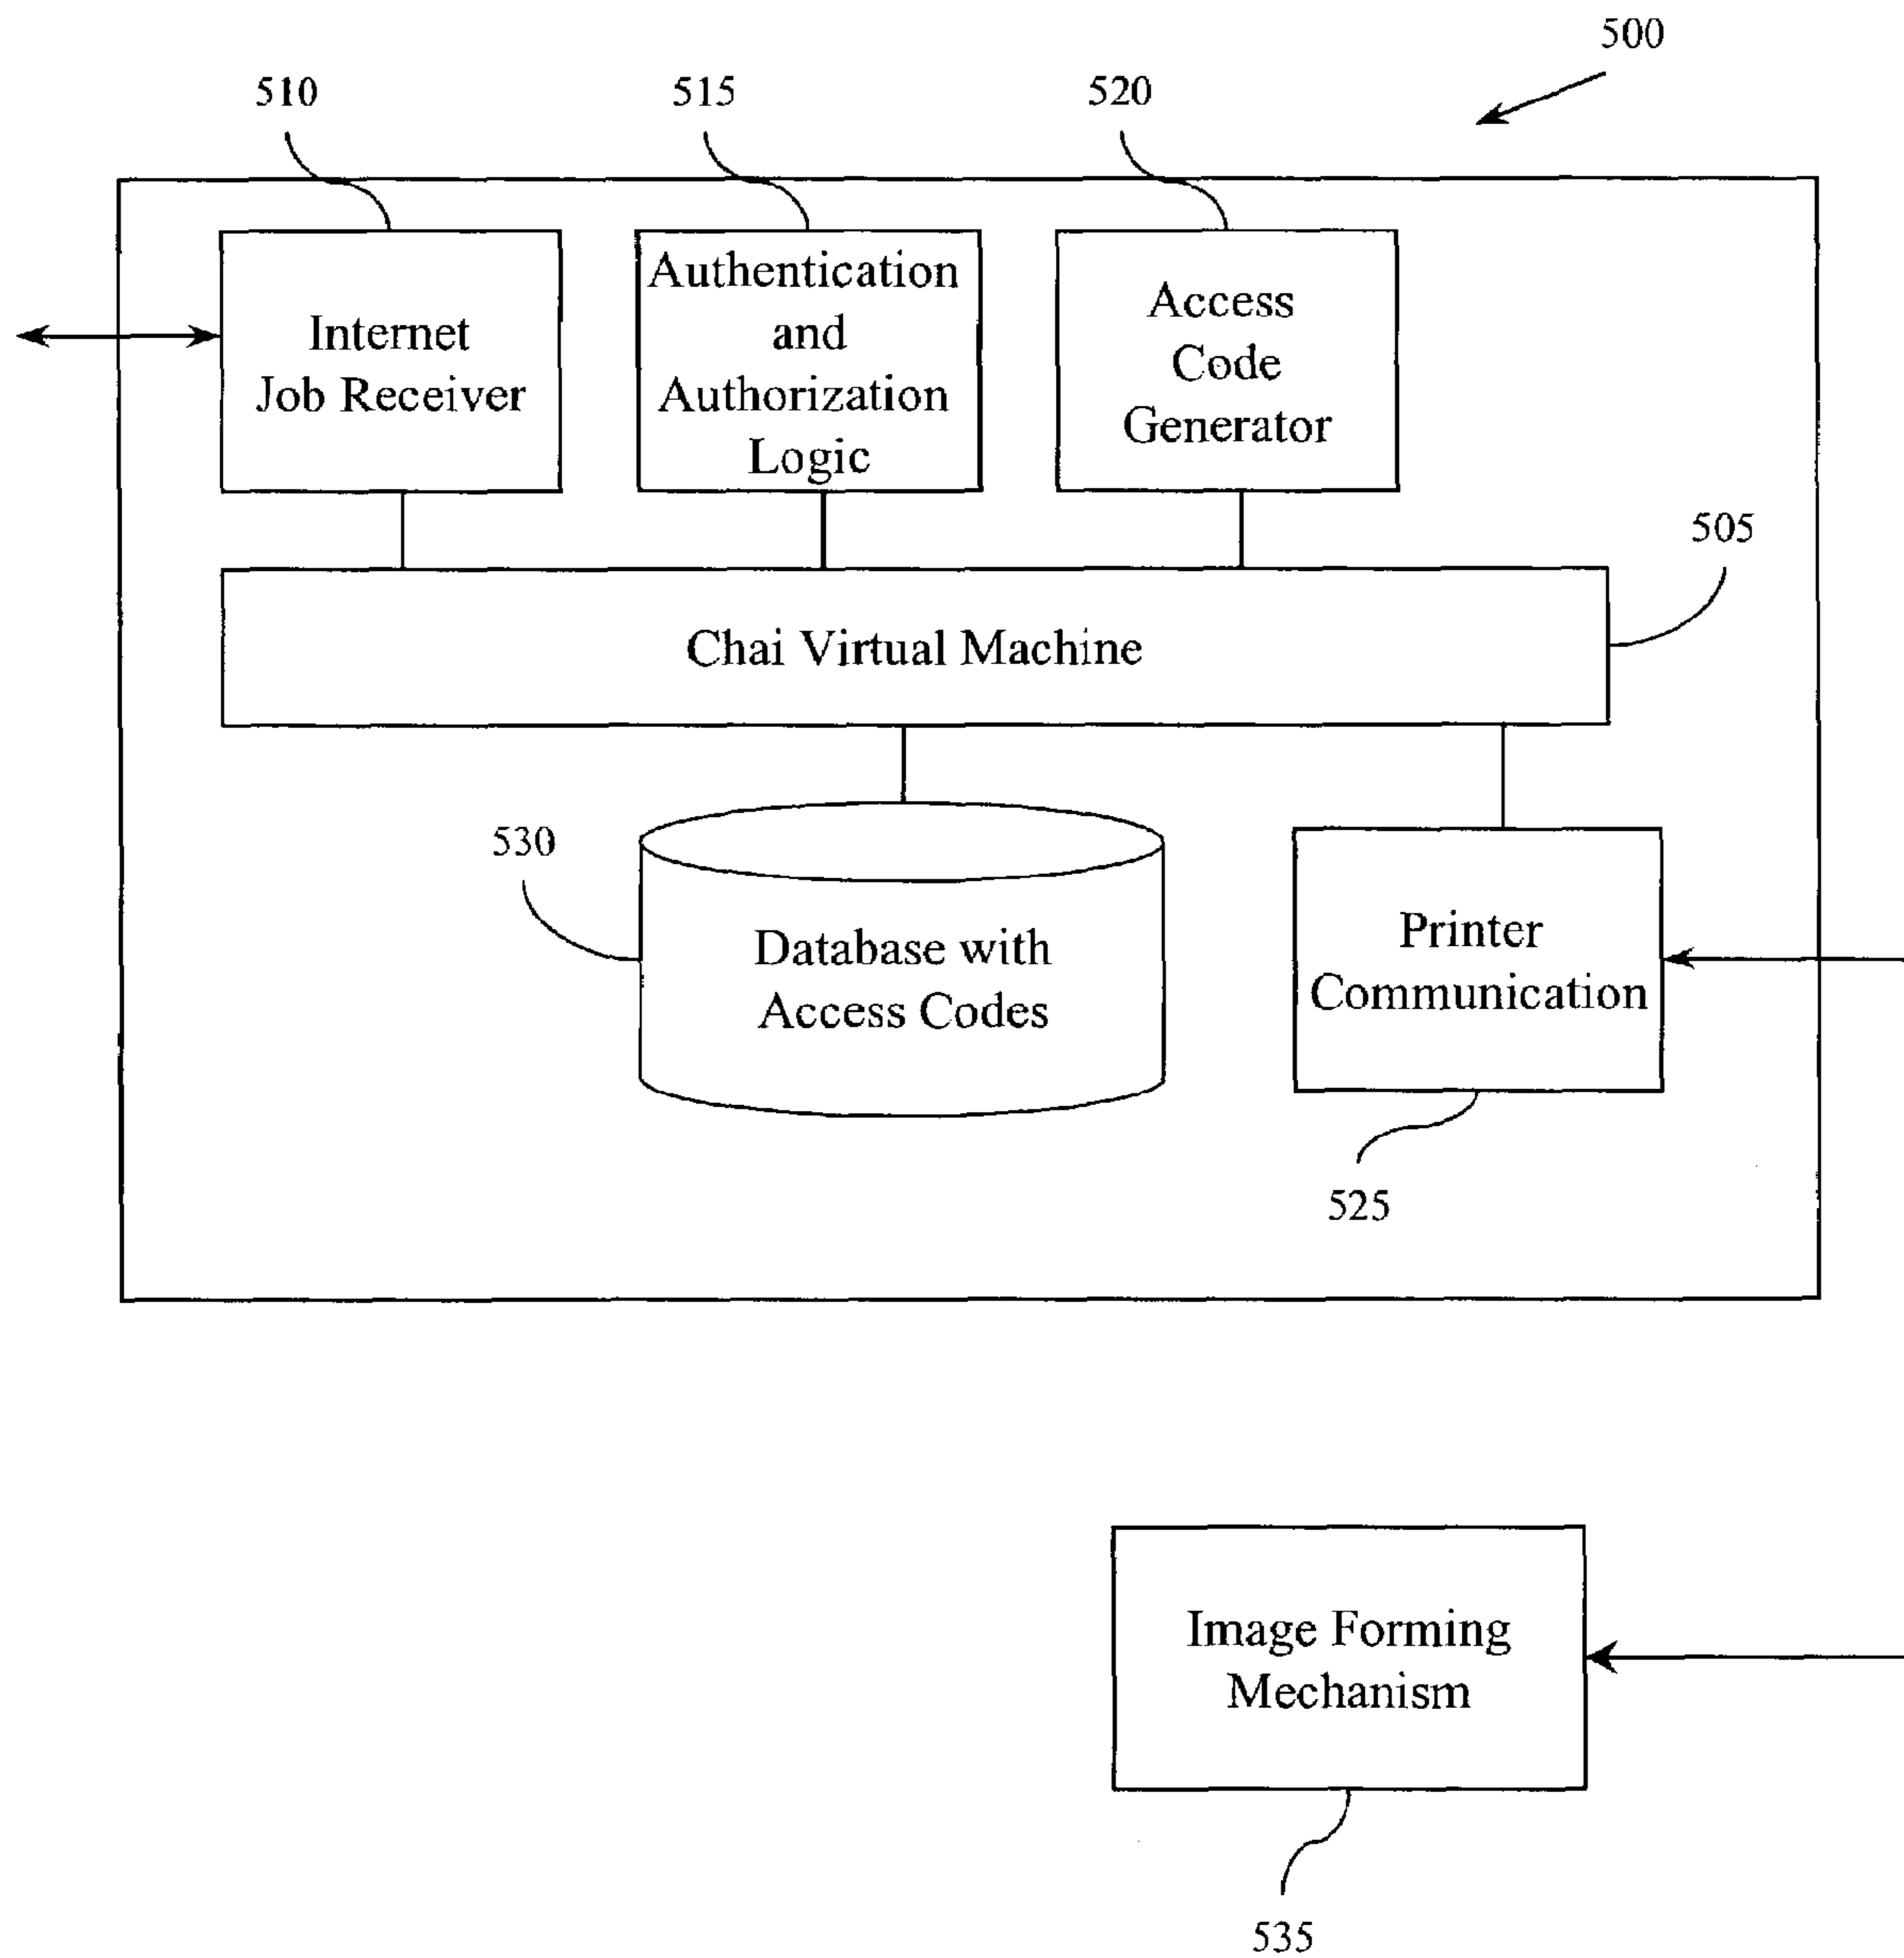 500
510
515
520
Internet
Job Receiver
Authentication
and
Authorization
Logic
Access
Code
Generator
505
Chai Virtual Machine
530
Database with
Access Codes
Printer
Communication
525
Image Forming
Mechanism
535